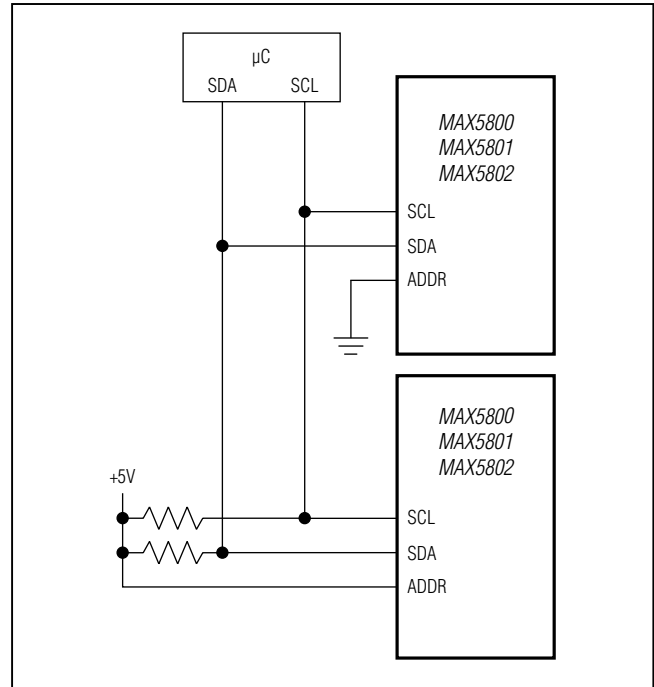 µC
SDA SCL
MAX5800
MAX5801
MAX5802
SCL
SDA
ADDR
MAX5800
MAX5801
MAX5802
+5V
SCL
SDA
ADDR